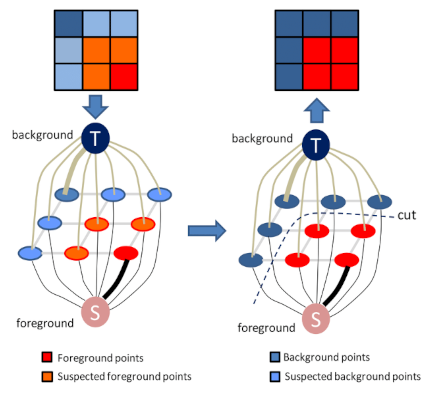 background
T
background
T
cut
S
foreground
S
foreground
Foreground points
Background points
Suspected foreground points
Suspected background points